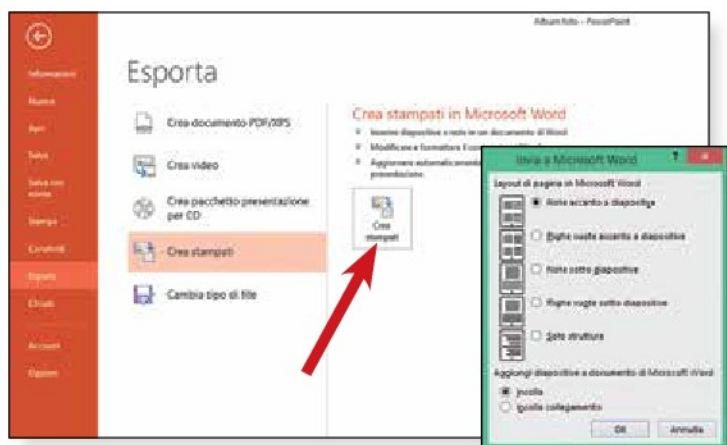 Album foto - PowerPoint
Informazioni
Nuovo
Apri
Salva
Salva con
nome
Stampa
Condividi
Esporta
Chiudi
Account
Opzioni
Esporta
Crea documento PDF/XPS
Crea video
Crea pacchetto presentazione
per CD
Crea stampati
Cambia tipo di file
Crea stampati in Microsoft Word
Inserire diapositive e note in un documento di Word
Modificare e formattare il
Aggiornare automaticamente
presentazione
Crea
stampati
Invia a Microsoft Word
?
Layout di pagina in Microsoft Word
Note accanto a diapositive
Righe vuote accanto a diapositive
Note sotto diapositive
Righe vuote sotto diapositive
Solo struttura
Aggiungi diapositive a documento di Microsoft Word
Incolla
Incolla collegamento
OK
Annulla